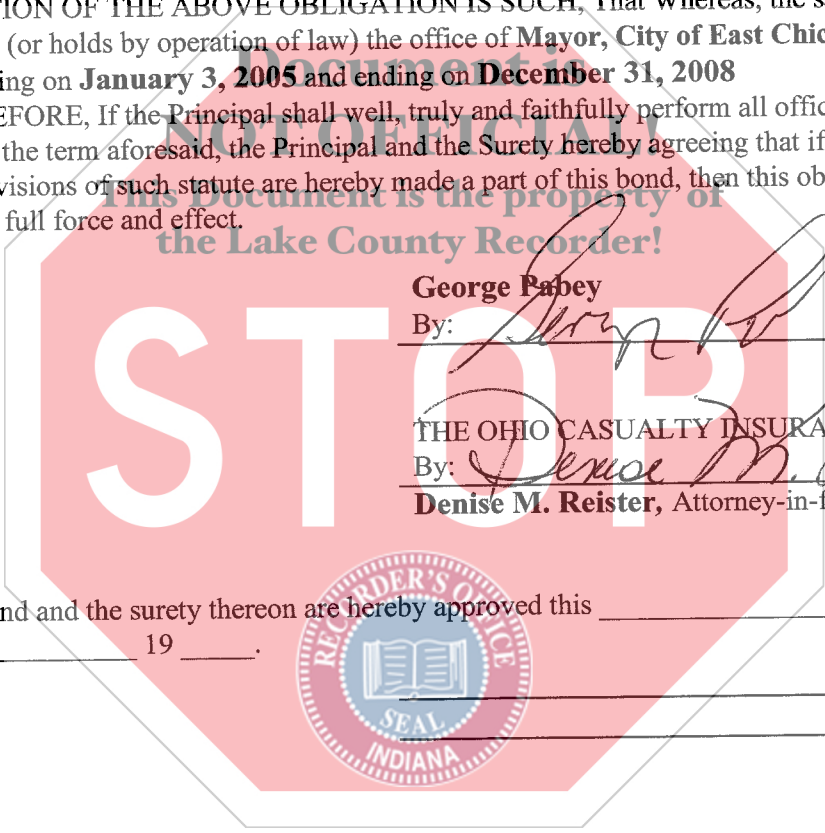 ION OF THE ABOVE OBLIGATION IS SUCH, That Whereas, the s
(or holds by operation of law) the office of Mayor, City of East Chic
ing on January 3, 2005 and ending on December 31, 2008
EFORE, If the Principal shall well, truly and faithfully perform all offic
the term aforesaid, the Principal and the Surety hereby agreeing that if
visions of such statute are hereby made a part of this bond, then this ob
full force and effect.
Document is
NOT OFFICIAL!
This Document is the property of
the Lake County Recorder!
STOP
George Pabey
By:
THE OHIO CASUALTY INSURA
By: Denise M.
Denise M. Reister, Attorney-in-f
nd and the surety thereon are hereby approved this
19 .
RECORDER'S OFFICE
SEAL
INDIANA